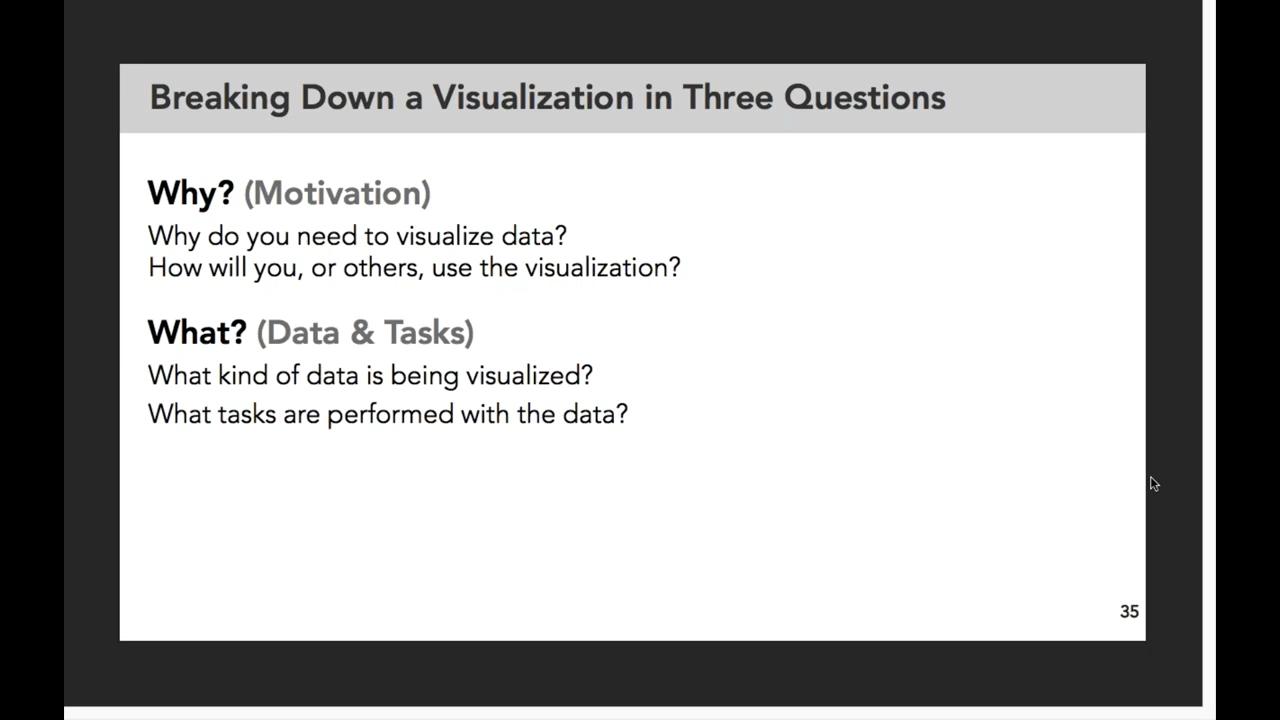 Breaking Down a Visualization in Three Questions
Why? (Motivation)
Why do you need to visualize data?
How will you, or others, use the visualization?
What? (Data & Tasks)
What kind of data is being visualized?
What tasks are performed with the data?
35